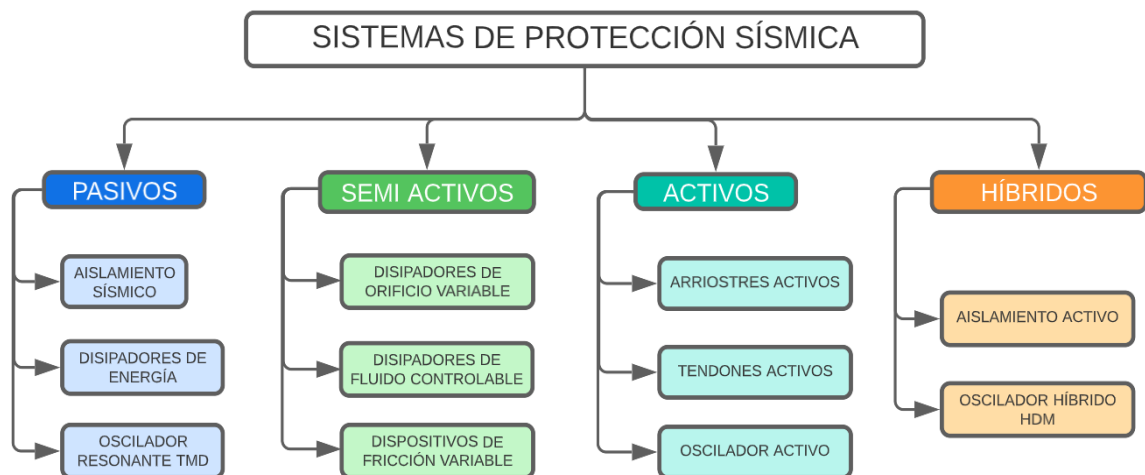 SISTEMAS DE PROTECCIÓN SÍSMICA
PASIVOS
AISLAMIENTO
SÍSMICO
DISIPADORES DE
ENERGÍA
OSCILADOR
RESONANTE TMD
SEMI ACTIVOS
DISIPADORES DE
ORIFICIO VARIABLE
DISIPADORES DE
FLUIDO CONTROLABLE
DISPOSITIVOS DE
FRICCIÓN VARIABLE
ACTIVOS
ARRIOSTRES ACTIVOS
TENDONES ACTIVOS
OSCILADOR ACTIVO
HÍBRIDOS
AISLAMIENTO ACTIVO
OSCILADOR HÍBRIDO
HDM